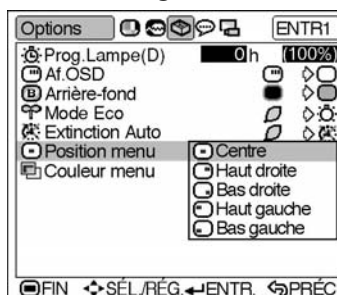 Options ENTR1
Prog.Lampe(D) 0 h (100%)
Af.OSD
B Arrière-fond
Mode Eco
Extinction Auto
Position menu Centre
Couleur menu Haut droite
Bas droite
Haut gauche
Bas gauche
FIN SÉL./RÉG. ENTR. PRÉC